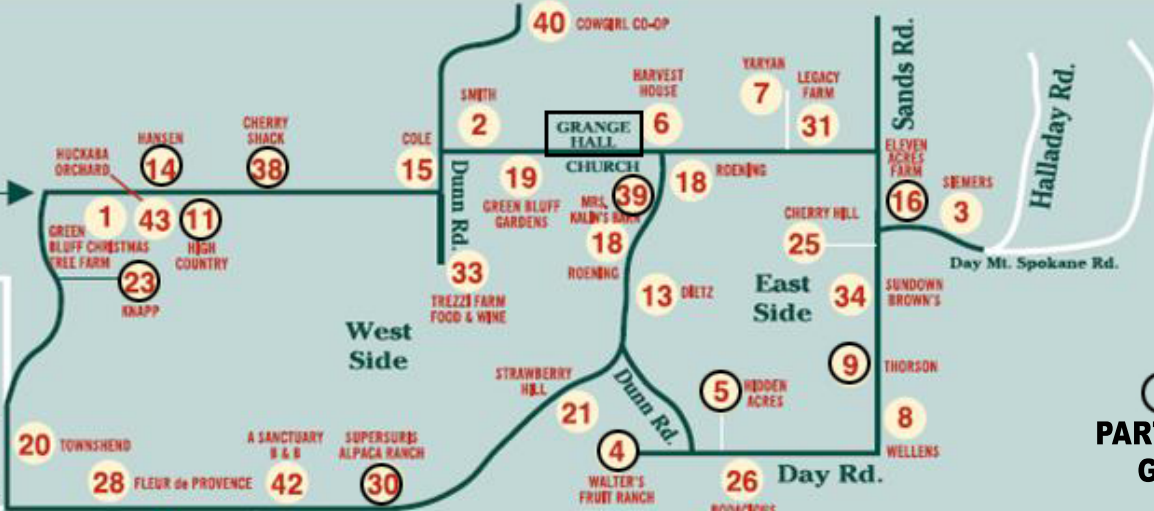 40 COWGIRL CO-OP
Sands Rd.
Halladay Rd.
YARYAN
7
LEGACY
FARM
31
HARVEST
HOUSE
6
SMITH
2
GRANGE
HALL
CHERRY
SHACK
38
HANSEN
14
COLE
15
HUCKABA
ORCHARD
43
1
GREEN
BLUFF CHRISTMAS
TREE FARM
11
HIGH
COUNTRY
23
KNAPP
Dunn Rd.
19
GREEN BLUFF
GARDENS
CHURCH
39
MRS.
KALIN'S BARN
18 ROENING
18
ROENING
ELEVEN
ACRES
FARM
16
SIEMERS
3
CHERRY HILL
25
Day Mt. Spokane Rd.
33
TREZZI FARM
FOOD & WINE
13 DIETZ
East
Side
34 SUNDOWN
BROWN'S
West
Side
9 THORSON
STRAWBERRY
HILL
21
Dunn Rd.
5 HIDDEN
ACRES
8
WELLENS
PART
G
20 TOWNSHEND
A SANCTUARY
B & B
42
SUPERSURIS
ALPACA RANCH
30
28 FLEUR de PROVENCE
4
WALTER'S
FRUIT RANCH
26
Day Rd.
BODACIOUS